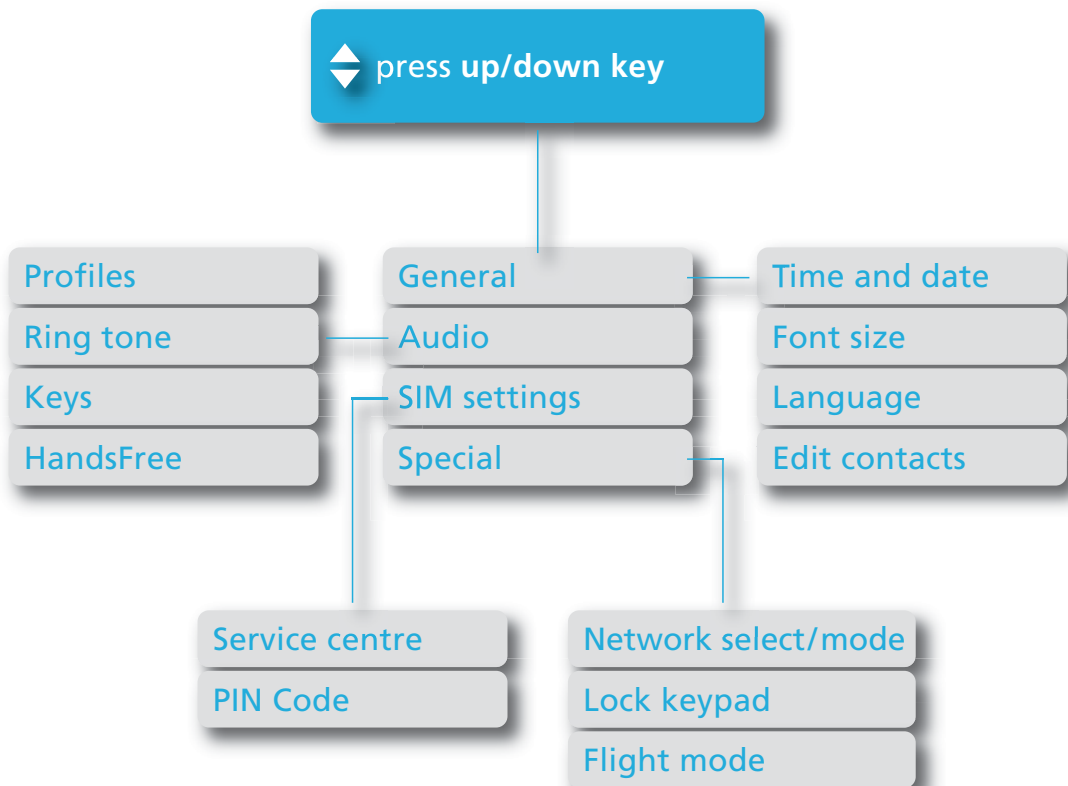 press up/down key
Profiles
Ring tone
Keys
HandsFree
General
Audio
SIM settings
Special
Time and date
Font size
Language
Edit contacts
Service centre
PIN Code
Network select/mode
Lock keypad
Flight mode